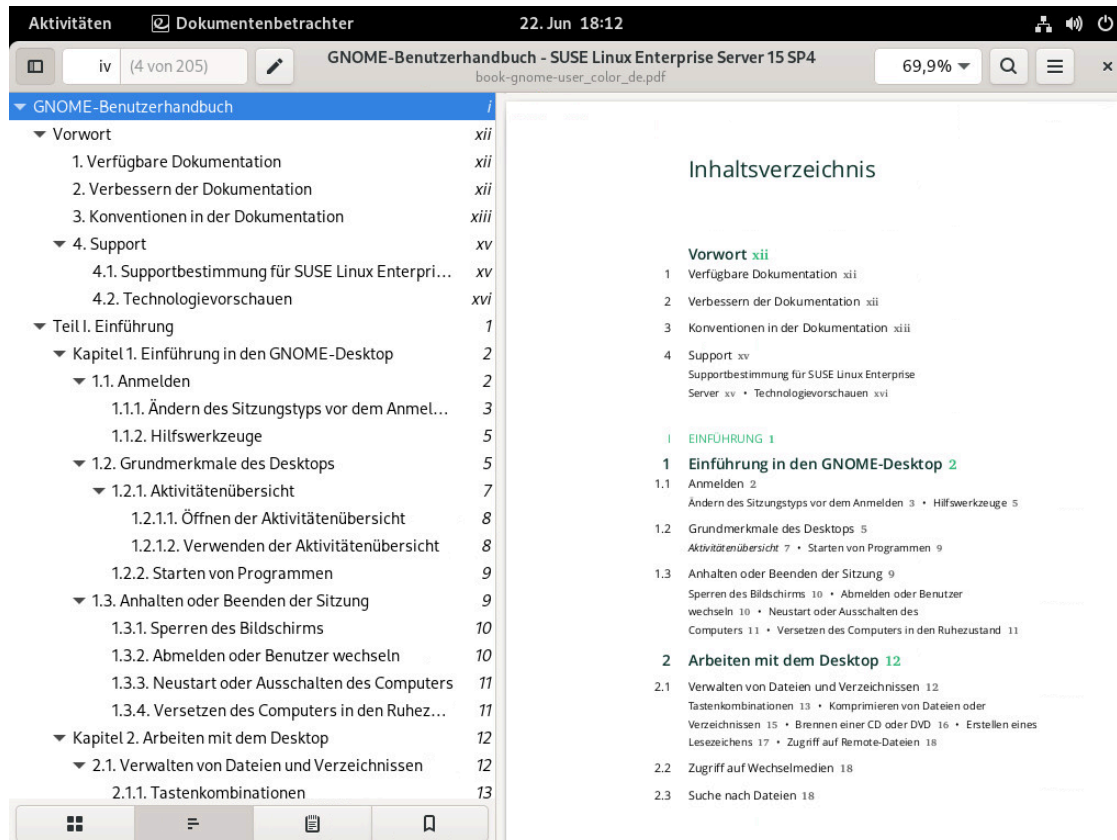 Aktivitäten Dokumentenbetrachter 22. Jun 18:12
iv (4 von 205) GNOME-Benutzerhandbuch - SUSE Linux Enterprise Server 15 SP4 69,9%
book-gnome-user_color_de.pdf
GNOME-Benutzerhandbuch i
Vorwort xii
1. Verfügbare Dokumentation xii
2. Verbessern der Dokumentation xii
3. Konventionen in der Dokumentation xiii
4. Support xv
4.1. Supportbestimmung für SUSE Linux Enterpri... xv
4.2. Technologievorschauen xvi
Teil I. Einführung 1
Kapitel 1. Einführung in den GNOME-Desktop 2
1.1. Anmelden 2
1.1.1. Ändern des Sitzungstyps vor dem Anmel... 3
1.1.2. Hilfswerkzeuge 5
1.2. Grundmerkmale des Desktops 5
1.2.1. Aktivitätenübersicht 7
1.2.1.1. Öffnen der Aktivitätenübersicht 8
1.2.1.2. Verwenden der Aktivitätenübersicht 8
1.2.2. Starten von Programmen 9
1.3. Anhalten oder Beenden der Sitzung 9
1.3.1. Sperren des Bildschirms 10
1.3.2. Abmelden oder Benutzer wechseln 10
1.3.3. Neustart oder Ausschalten des Computers 11
1.3.4. Versetzen des Computers in den Ruhez... 11
Kapitel 2. Arbeiten mit dem Desktop 12
2.1. Verwalten von Dateien und Verzeichnissen 12
2.1.1. Tastenkombinationen 13
Inhaltsverzeichnis
Vorwort xii
1 Verfügbare Dokumentation xii
2 Verbessern der Dokumentation xii
3 Konventionen in der Dokumentation xiii
4 Support xv
Supportbestimmung für SUSE Linux Enterprise
Server xv • Technologievorschauen xvi
I EINFÜHRUNG 1
1 Einführung in den GNOME-Desktop 2
1.1 Anmelden 2
Ändern des Sitzungstyps vor dem Anmelden 3 • Hilfswerkzeuge 5
1.2 Grundmerkmale des Desktops 5
Aktivitätenübersicht 7 • Starten von Programmen 9
1.3 Anhalten oder Beenden der Sitzung 9
Sperren des Bildschirms 10 • Abmelden oder Benutzer
wechseln 10 • Neustart oder Ausschalten des
Computers 11 • Versetzen des Computers in den Ruhezustand 11
2 Arbeiten mit dem Desktop 12
2.1 Verwalten von Dateien und Verzeichnissen 12
Tastenkombinationen 13 • Komprimieren von Dateien oder
Verzeichnissen 15 • Brennen einer CD oder DVD 16 • Erstellen eines
Lesezeichens 17 • Zugriff auf Remote-Dateien 18
2.2 Zugriff auf Wechselmedien 18
2.3 Suche nach Dateien 18